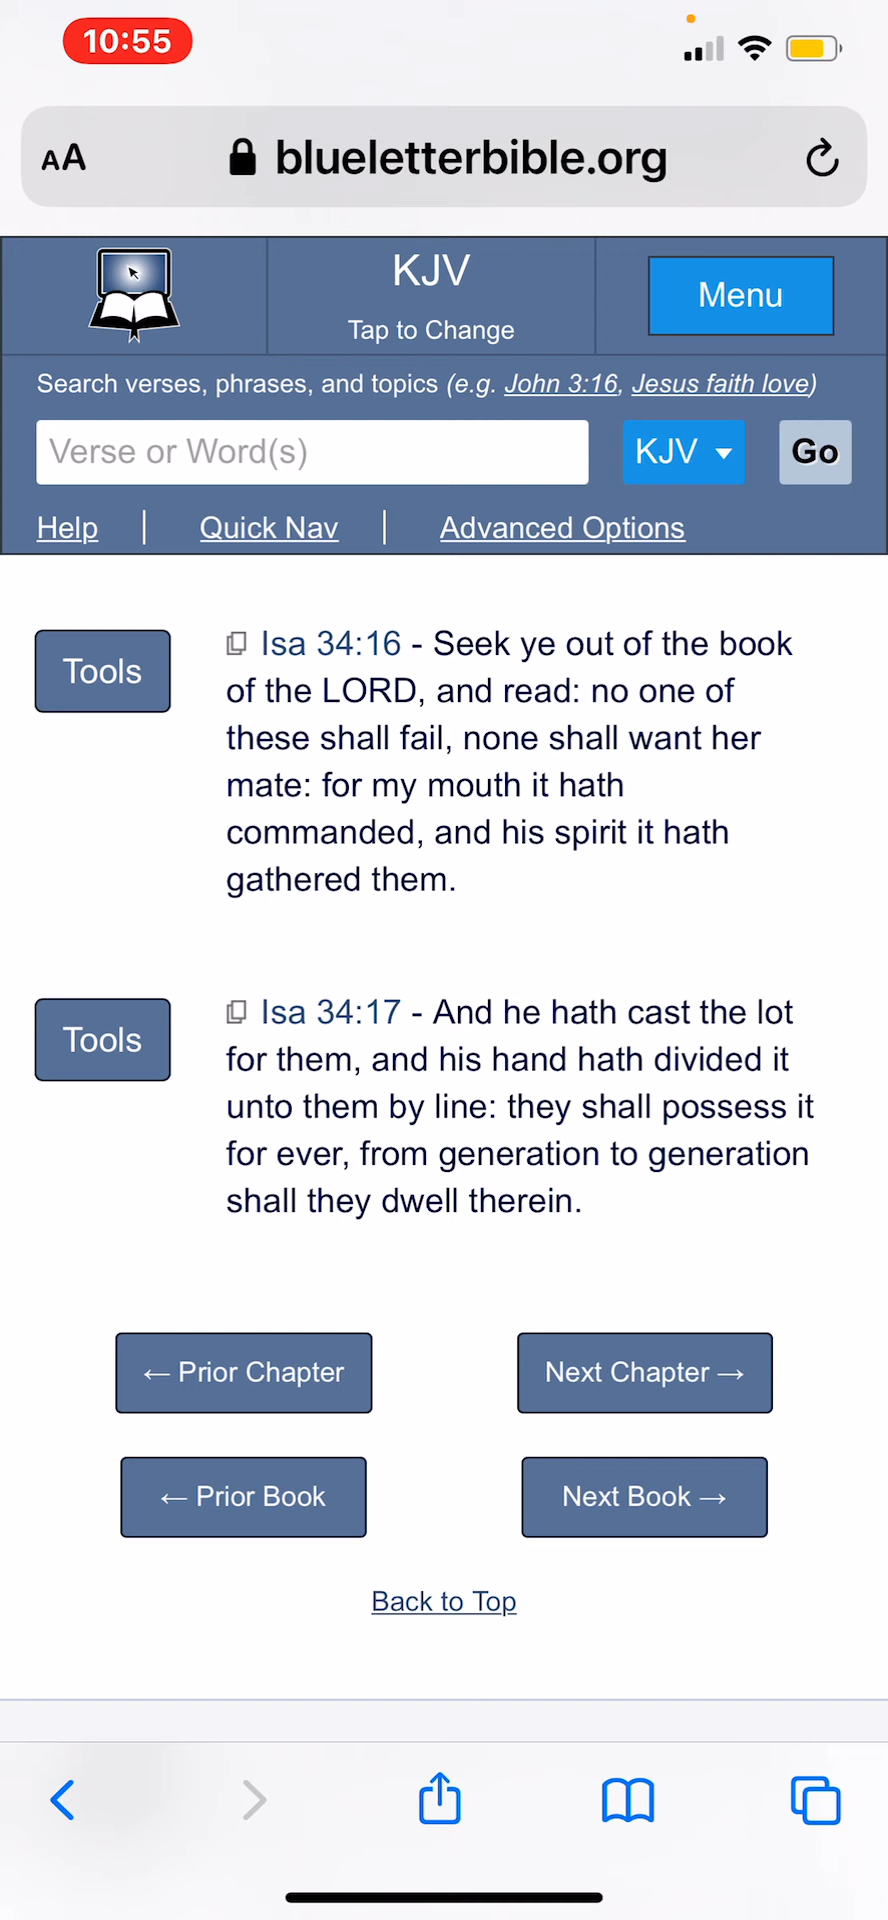 10:55
AA blueletterbible.org
KJV
Tap to Change
Menu
Search verses, phrases, and topics (e.g. John 3:16, Jesus faith love)
Verse or Word(s) KJV Go
Help | Quick Nav | Advanced Options
Tools
Isa 34:16 - Seek ye out of the book
of the LORD, and read: no one of
these shall fail, none shall want her
mate: for my mouth it hath
commanded, and his spirit it hath
gathered them.
Tools
Isa 34:17 - And he hath cast the lot
for them, and his hand hath divided it
unto them by line: they shall possess it
for ever, from generation to generation
shall they dwell therein.
← Prior Chapter Next Chapter →
← Prior Book Next Book →
Back to Top